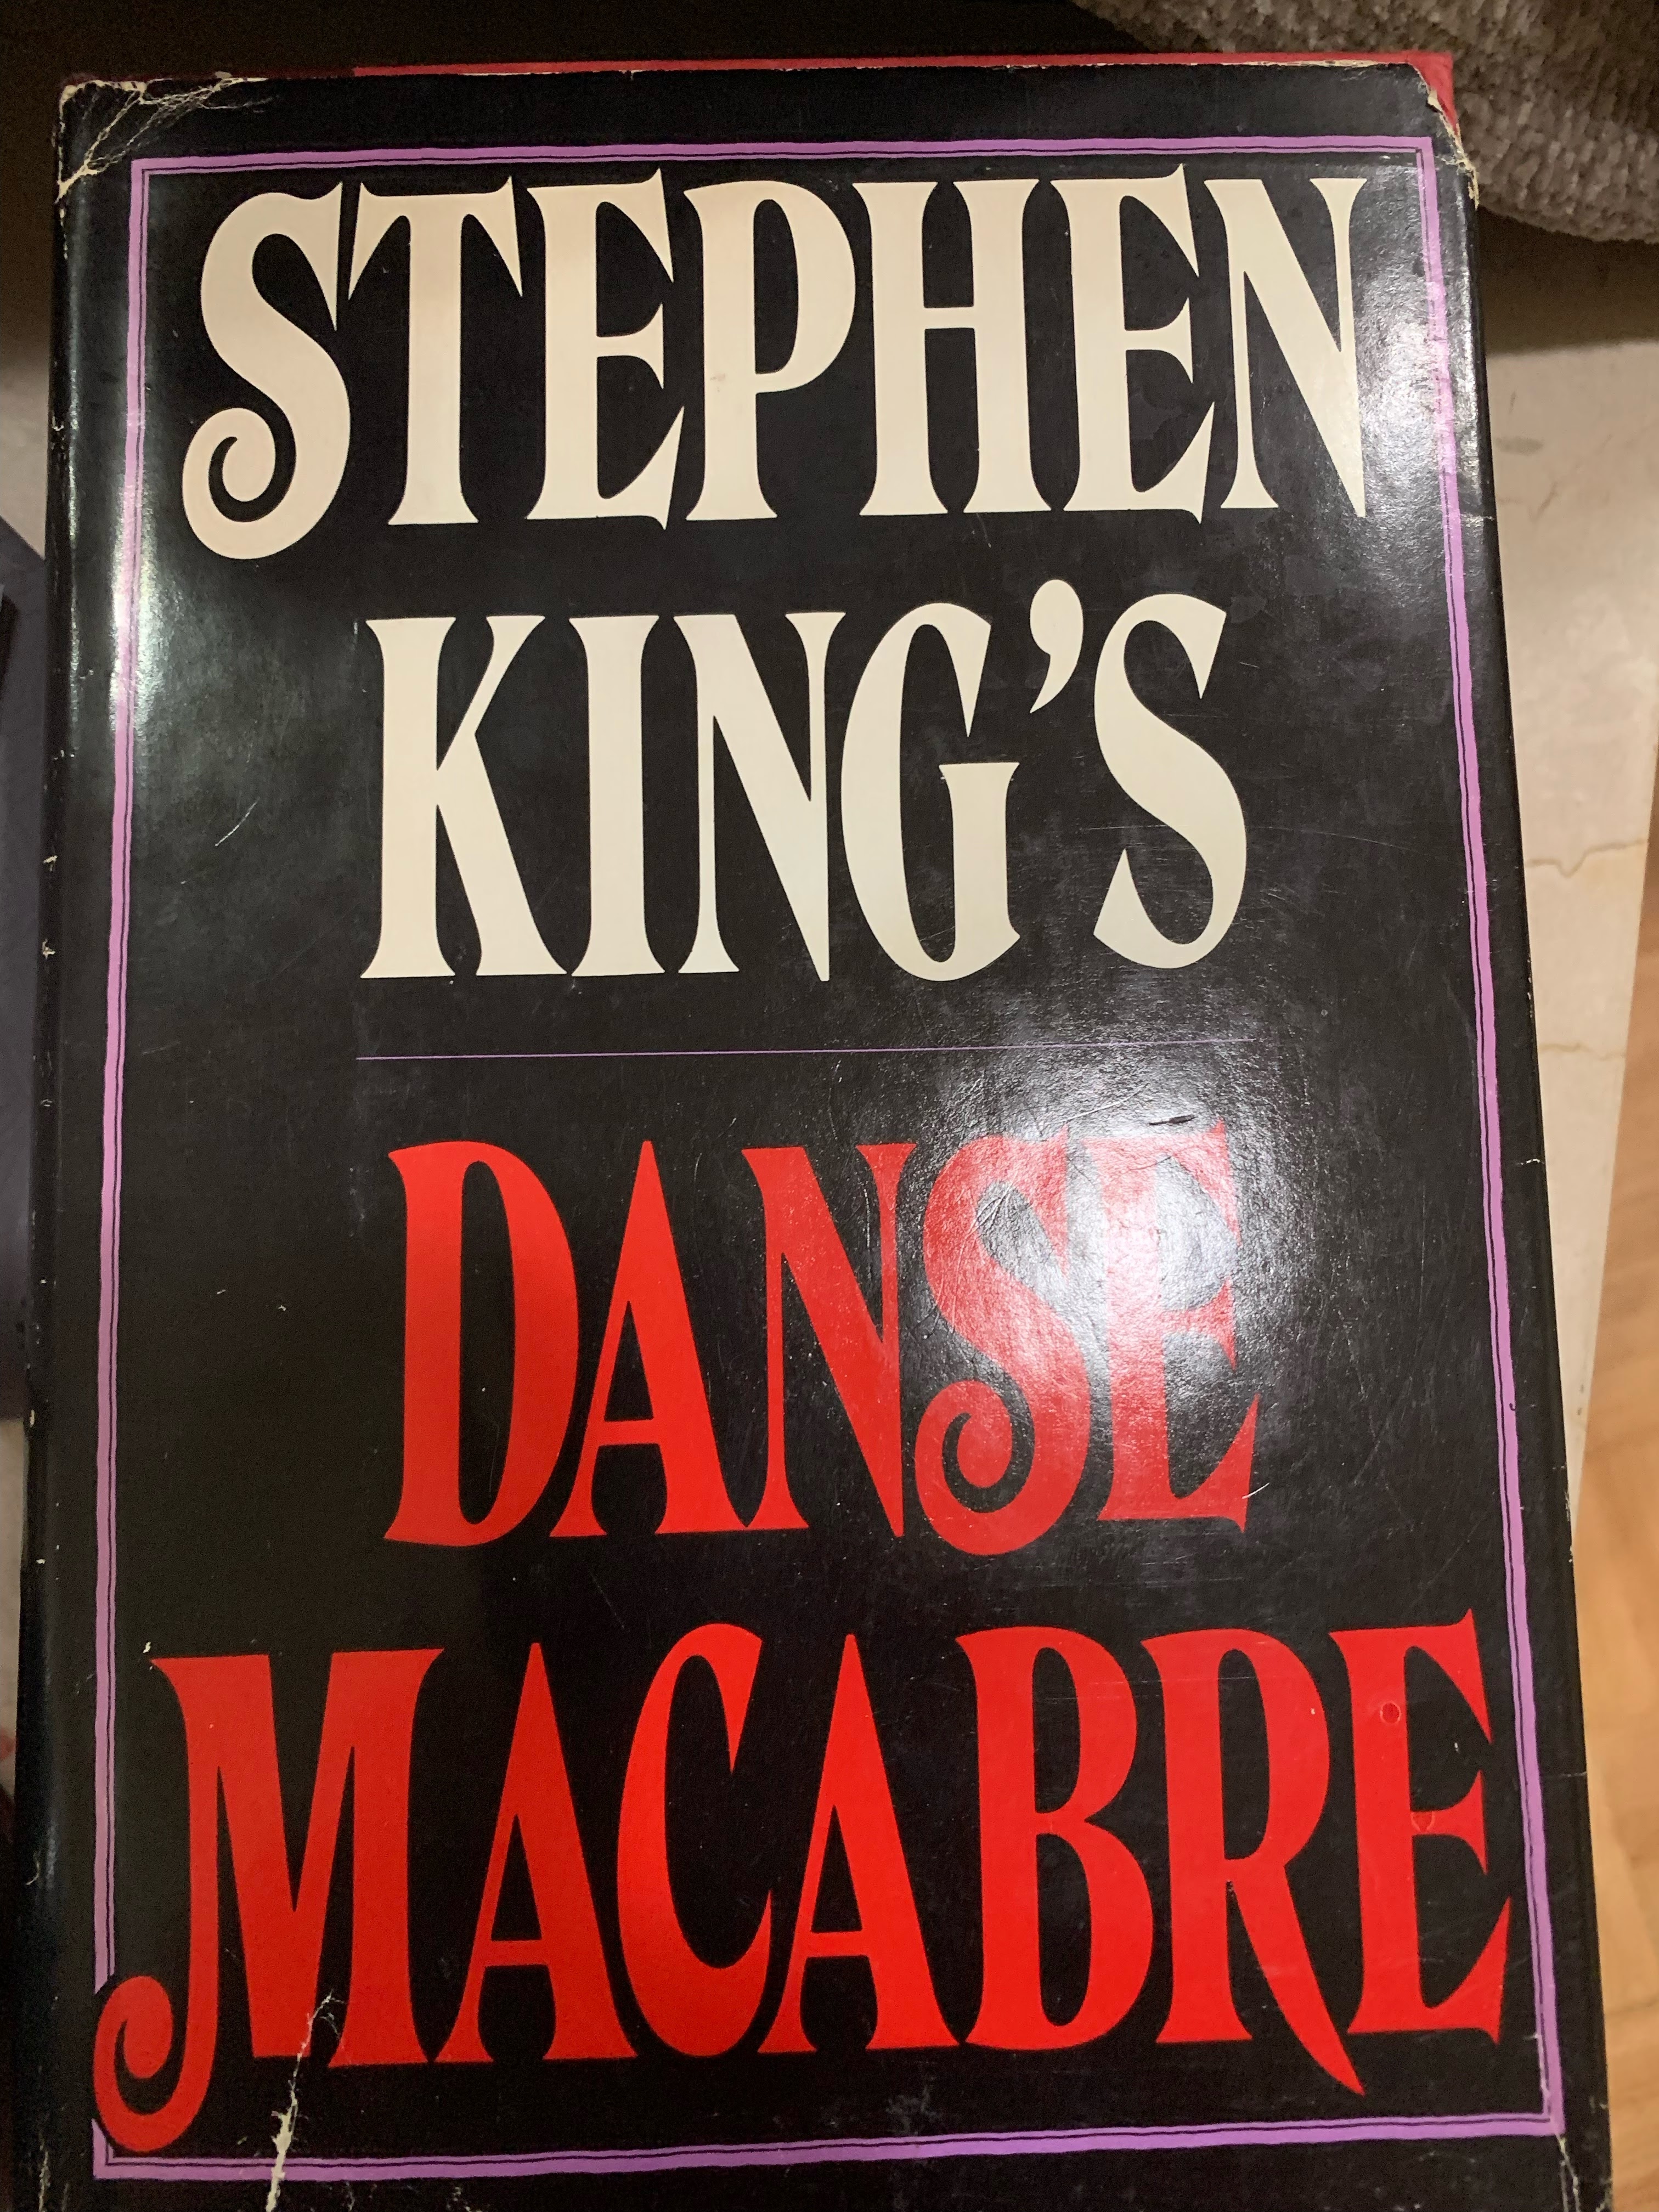 STEPHEN
KING'S
DANSE
MACABRE